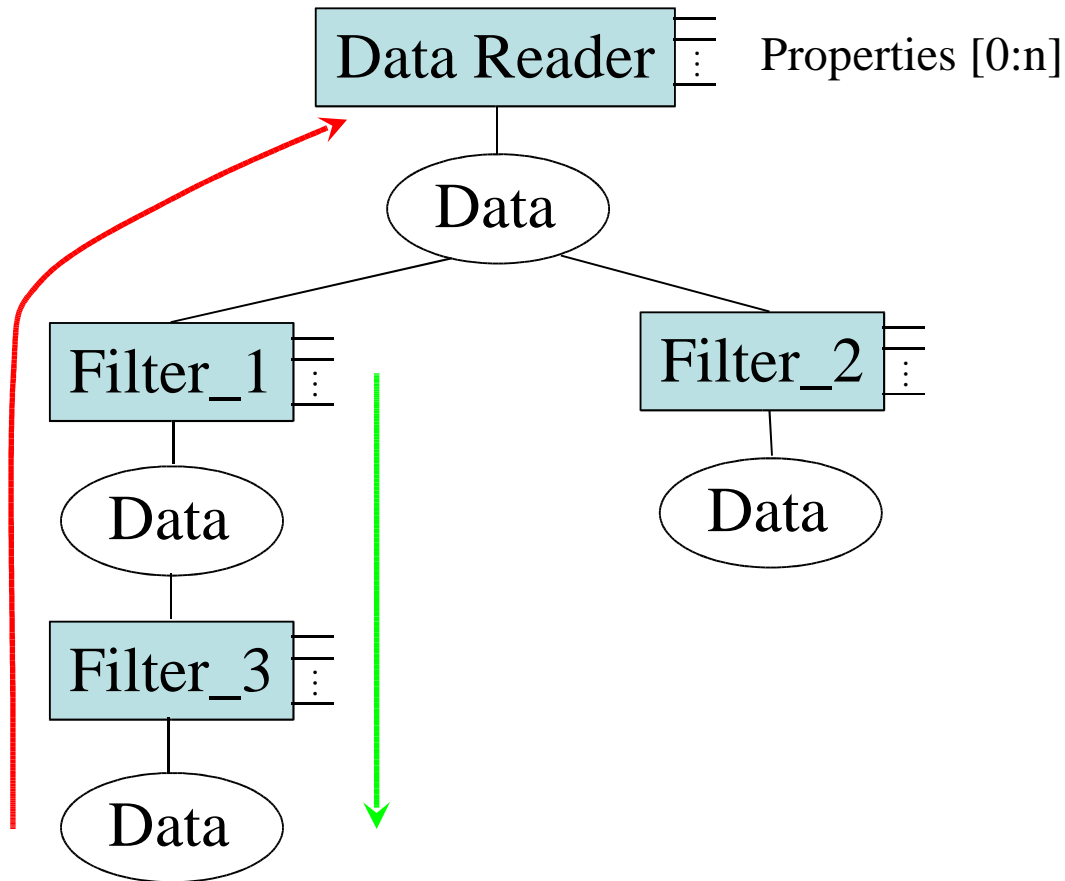 Data Reader
Properties [0:n]
Data
Filter_1
Filter_2
Data
Data
Filter_3
Data